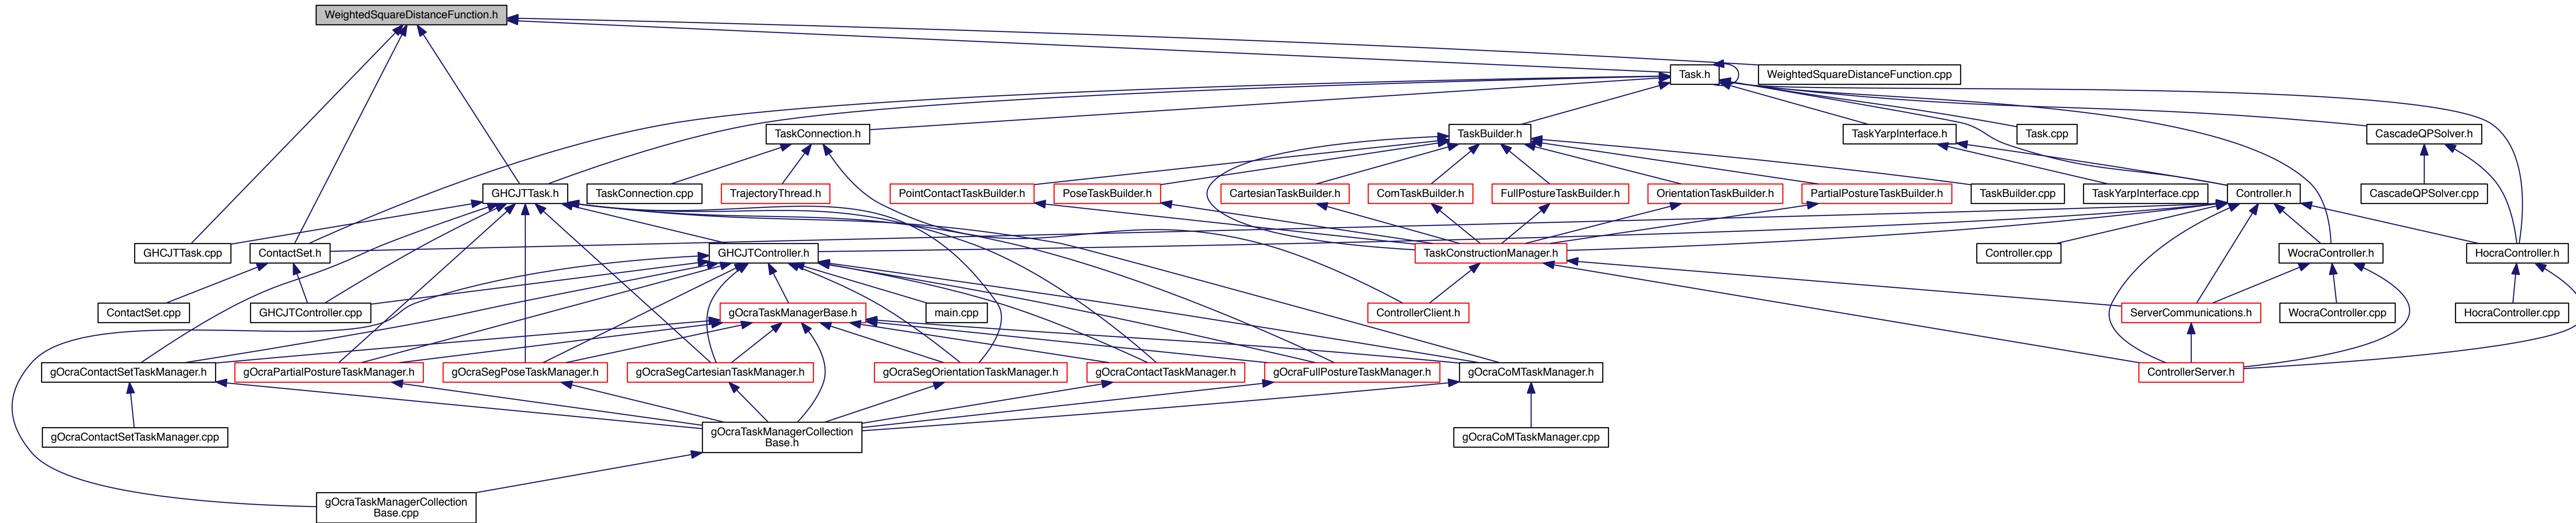 WeightedSquareDistanceFunction.h
Task.h
WeightedSquareDistanceFunction.cpp
TaskConnection.h
TaskBuilder.h
TaskYarpInterface.h
Task.cpp
CascadeQPSolver.h
GHCJTTask.h
TaskConnection.cpp
TrajectoryThread.h
PointContactTaskBuilder.h
PoseTaskBuilder.h
CartesianTaskBuilder.h
ComTaskBuilder.h
FullPostureTaskBuilder.h
OrientationTaskBuilder.h
PartialPostureTaskBuilder.h
TaskBuilder.cpp
TaskYarpInterface.cpp
Controller.h
CascadeQPSolver.cpp
GHCJTTask.cpp
ContactSet.h
GHCJTController.h
TaskConstructionManager.h
Controller.cpp
WocraController.h
HocraController.h
ContactSet.cpp
GHCJTController.cpp
gOcraTaskManagerBase.h
main.cpp
ControllerClient.h
ServerCommunications.h
WocraController.cpp
HocraController.cpp
gOcraContactSetTaskManager.h
gOcraPartialPostureTaskManager.h
gOcraSegPoseTaskManager.h
gOcraSegCartesianTaskManager.h
gOcraSegOrientationTaskManager.h
gOcraContactTaskManager.h
gOcraFullPostureTaskManager.h
gOcraCoMTaskManager.h
ControllerServer.h
gOcraContactSetTaskManager.cpp
gOcraTaskManagerCollection
Base.h
gOcraCoMTaskManager.cpp
gOcraTaskManagerCollection
Base.cpp